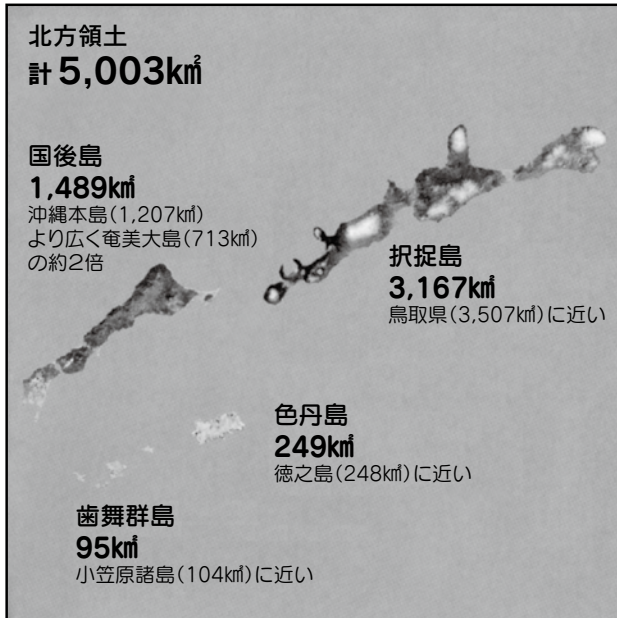 北方領土
計5,003㎢
国後島
1,489㎢
沖縄本島(1,207㎢)
より広く奄美大島(713㎢)
の約2倍
択捉島
3,167㎢
鳥取県(3,507㎢)に近い
色丹島
249㎢
徳之島(248㎢)に近い
歯舞群島
95㎢
小笠原諸島(104㎢)に近い